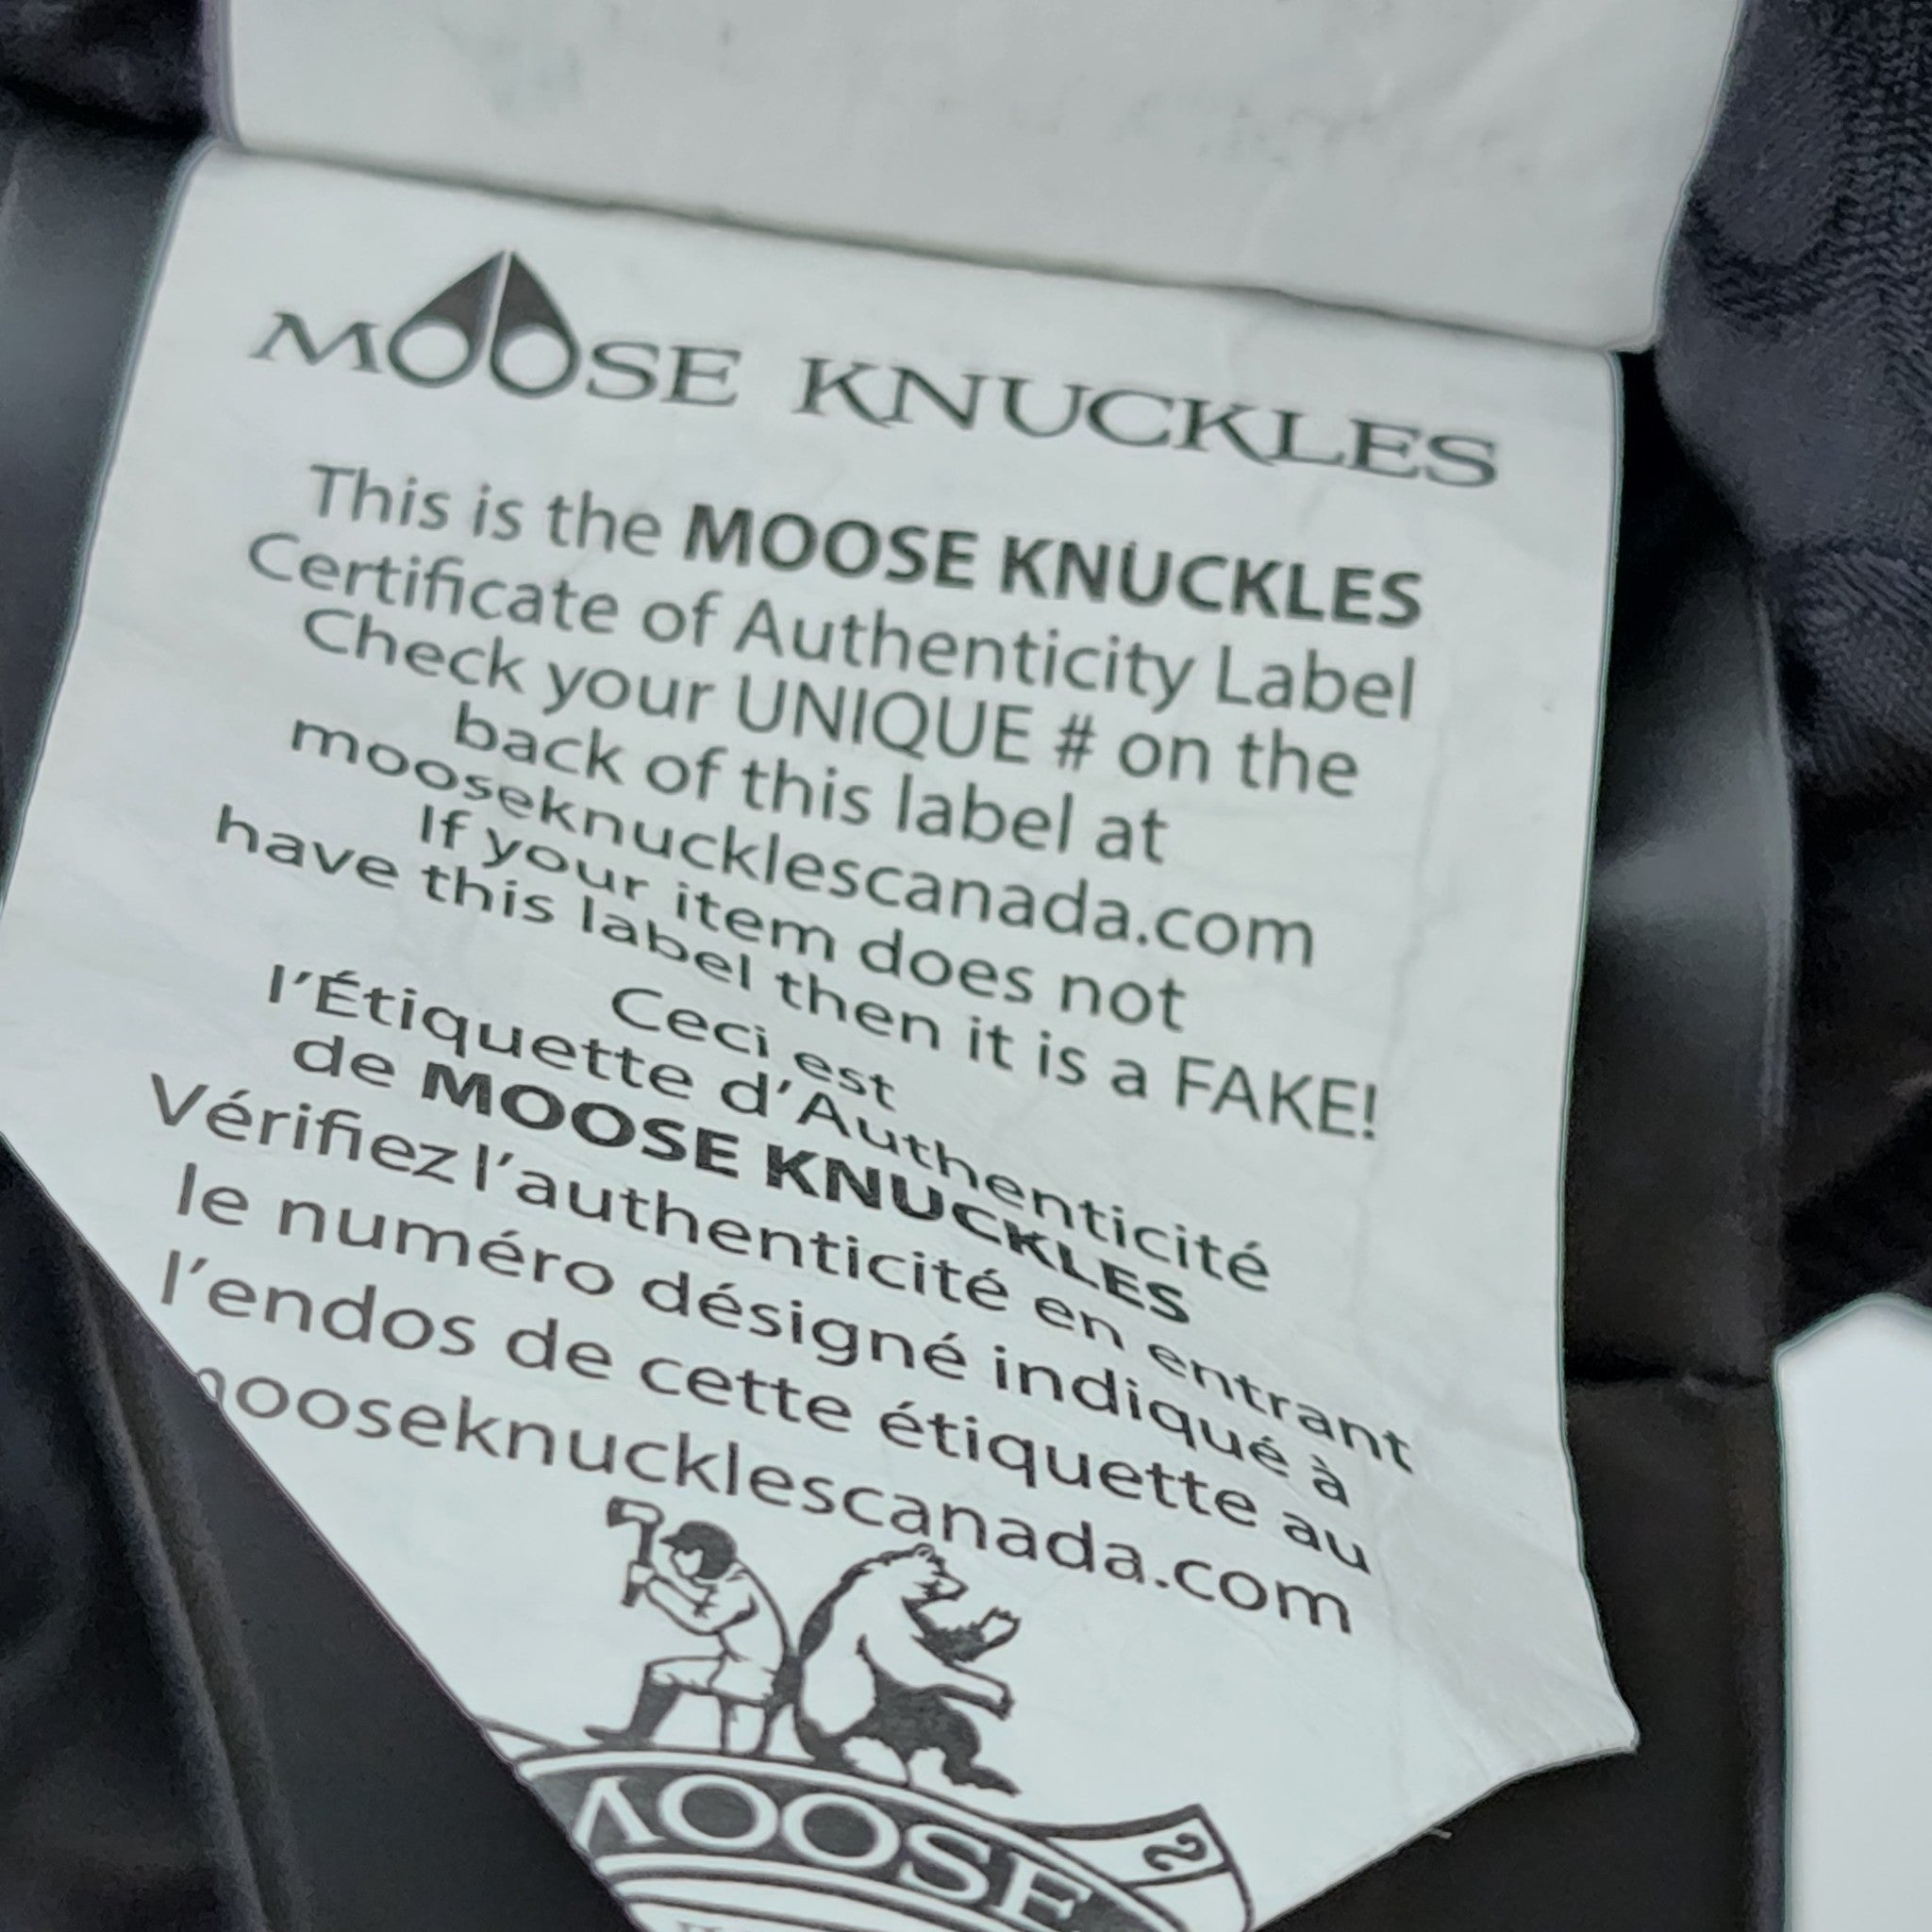 MOOSE KNUCKLES
This is the MOOSE KNUCKLES
Certificate of Authenticity Label
Check your UNIQUE # on the
back of this label at
mooseknucklescanada.com
If your item does not
have this label then it is a FAKE!
Ceci est
l'Étiquette d'Authenticité
de MOOSE KNUCKLES
Vérifiez l'authenticité en entrant
le numéro désigné indiqué à
l'endos de cette étiquette au
mooseknucklescanada.com
MOOSE